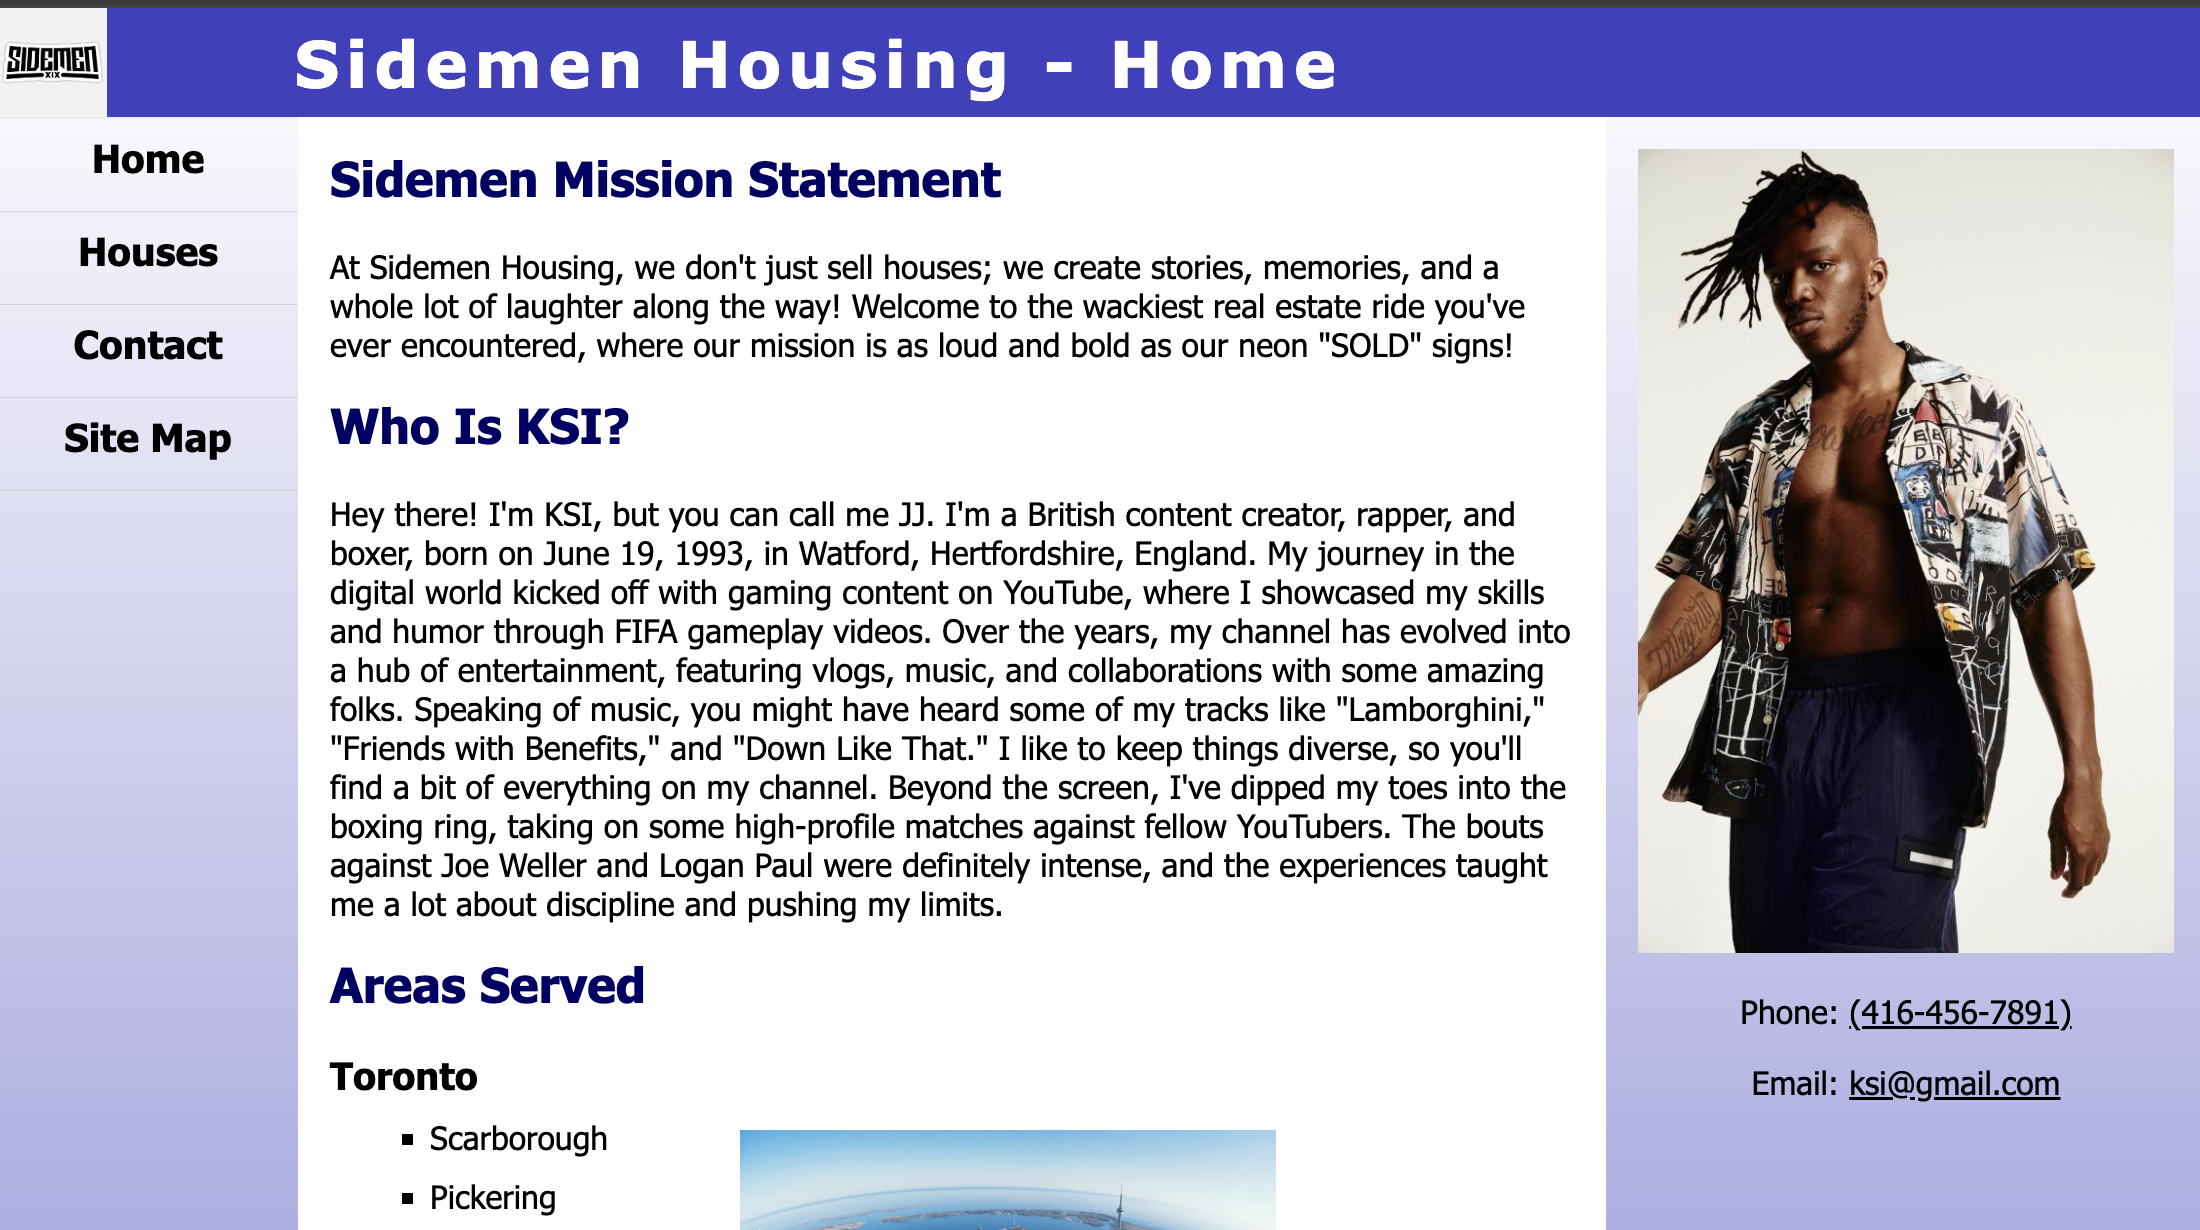 SIDEMEN
XIX
Sidemen Housing - Home
Home
Houses
Contact
Site Map
Sidemen Mission Statement
At Sidemen Housing, we don't just sell houses; we create stories, memories, and a
whole lot of laughter along the way! Welcome to the wackiest real estate ride you've
ever encountered, where our mission is as loud and bold as our neon "SOLD" signs!
Who Is KSI?
Hey there! I'm KSI, but you can call me JJ. I'm a British content creator, rapper, and
boxer, born on June 19, 1993, in Watford, Hertfordshire, England. My journey in the
digital world kicked off with gaming content on YouTube, where I showcased my skills
and humor through FIFA gameplay videos. Over the years, my channel has evolved into
a hub of entertainment, featuring vlogs, music, and collaborations with some amazing
folks. Speaking of music, you might have heard some of my tracks like "Lamborghini,"
"Friends with Benefits," and "Down Like That." I like to keep things diverse, so you'll
find a bit of everything on my channel. Beyond the screen, I've dipped my toes into the
boxing ring, taking on some high-profile matches against fellow YouTubers. The bouts
against Joe Weller and Logan Paul were definitely intense, and the experiences taught
me a lot about discipline and pushing my limits.
Areas Served
Toronto
Scarborough
Pickering
Phone: (416-456-7891)
Email: ksi@gmail.com